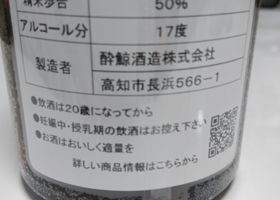 精米歩合 50%
アルコール分 17度
製造者 酔鯨酒造株式会社
高知市長浜566-1
●飲酒は20歳になってから
●妊娠中・授乳期の飲酒はお控え下さい
●お酒はおいしく適量を
詳しい商品情報はこちらから